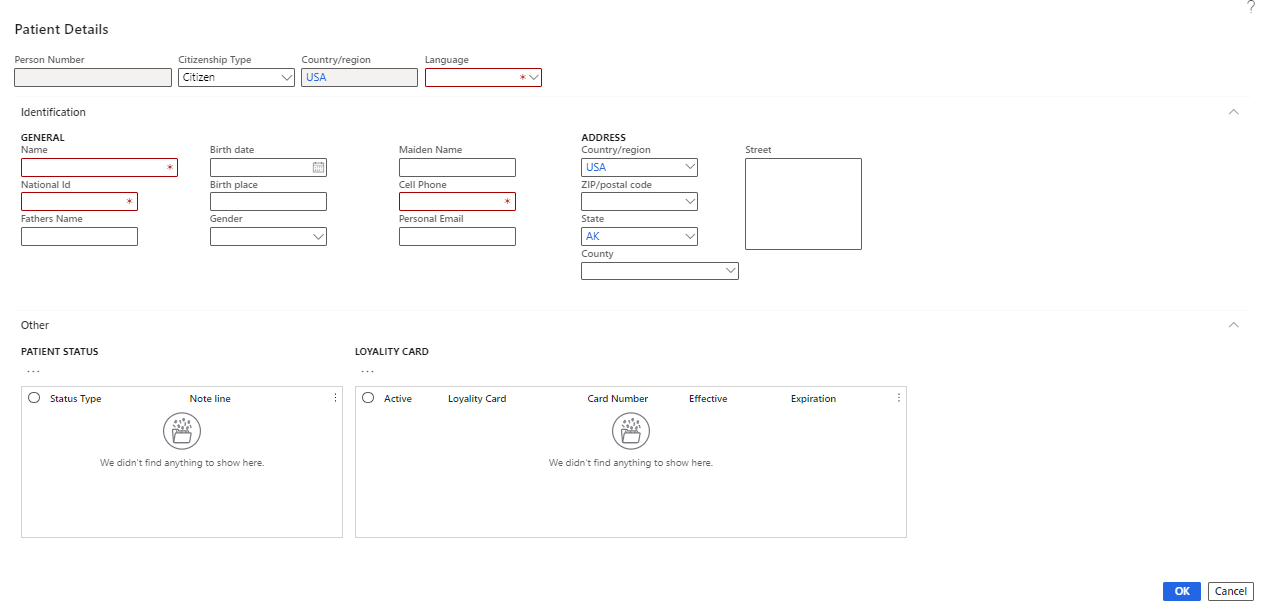 ?
Patient Details
Person Number Citizenship Type Country/region Language
Citizen USA *
Identification
GENERAL ADDRESS
Name Birth date Maiden Name Country/region Street
* USA
National Id Birth place Cell Phone ZIP/postal code
* *
Fathers Name Gender Personal Email State
AK
County
Other
PATIENT STATUS LOYALITY CARD
... ...
Status Type Note line Active Loyality Card Card Number Effective Expiration
We didn't find anything to show here. We didn't find anything to show here.
OK Cancel